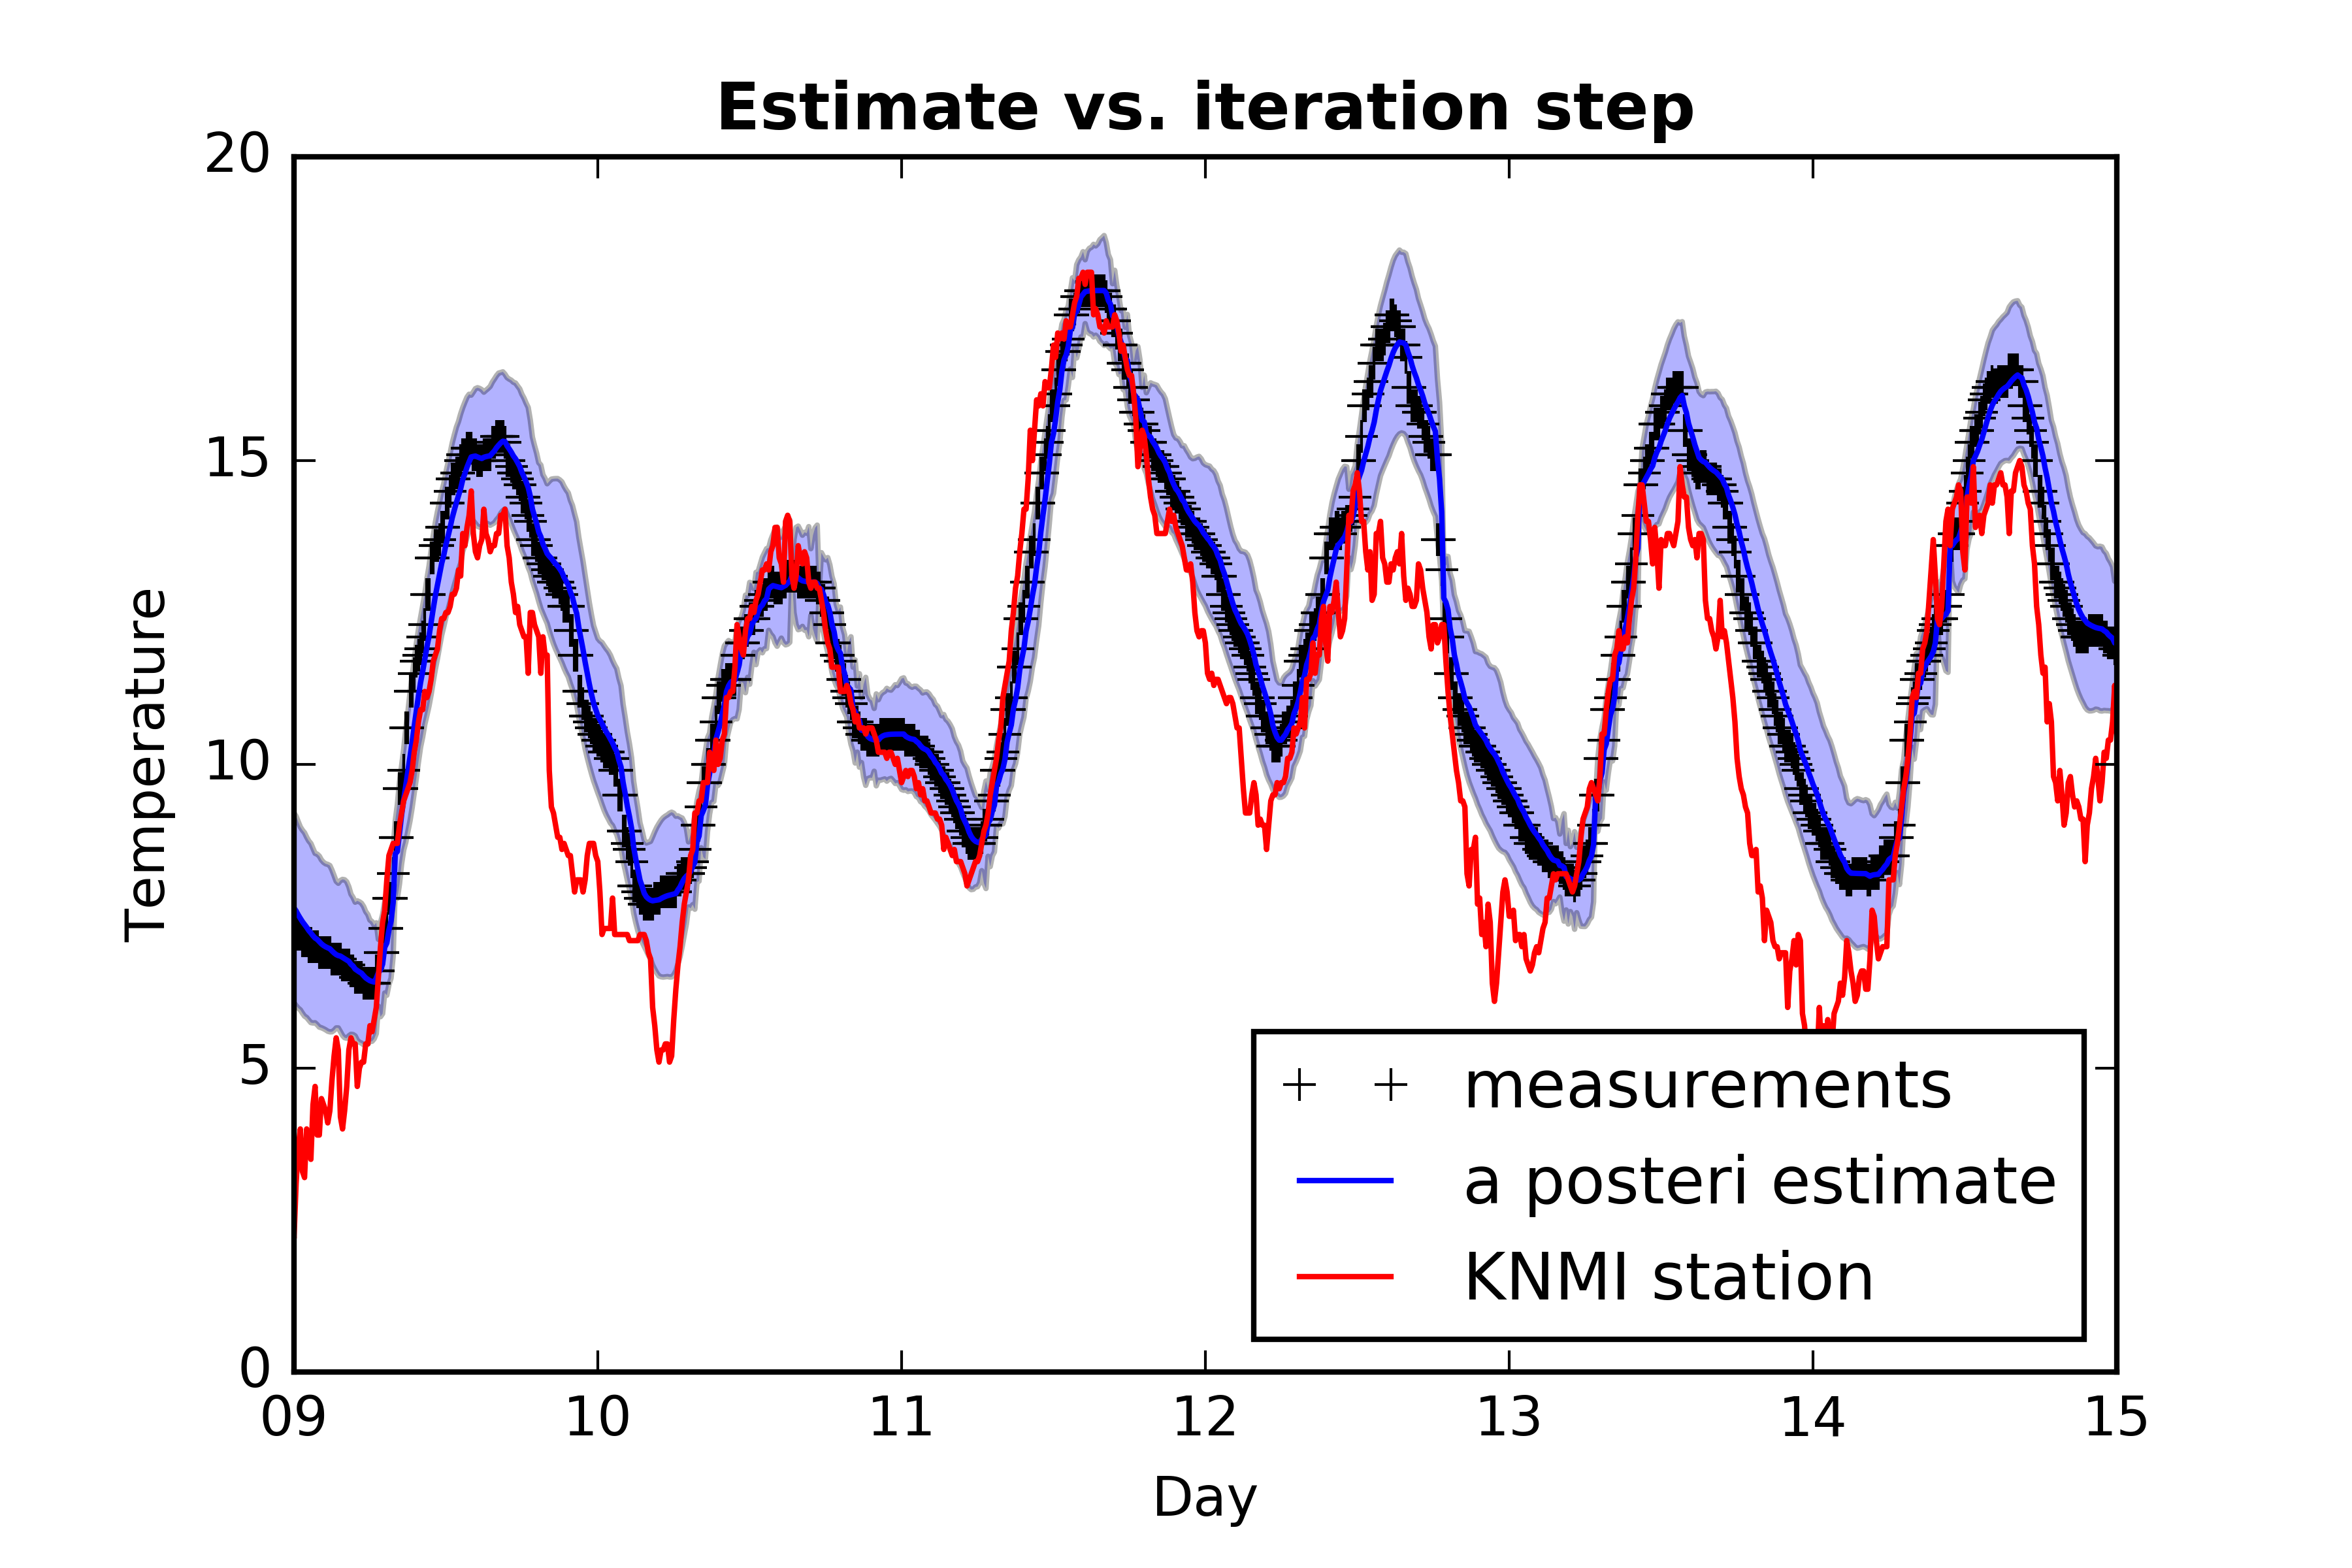 Estimate vs. iteration step
Temperature
20
15
10
5
0
measurements
a posteri estimate
KNMI station
09 10 11 12 13 14 15
Day